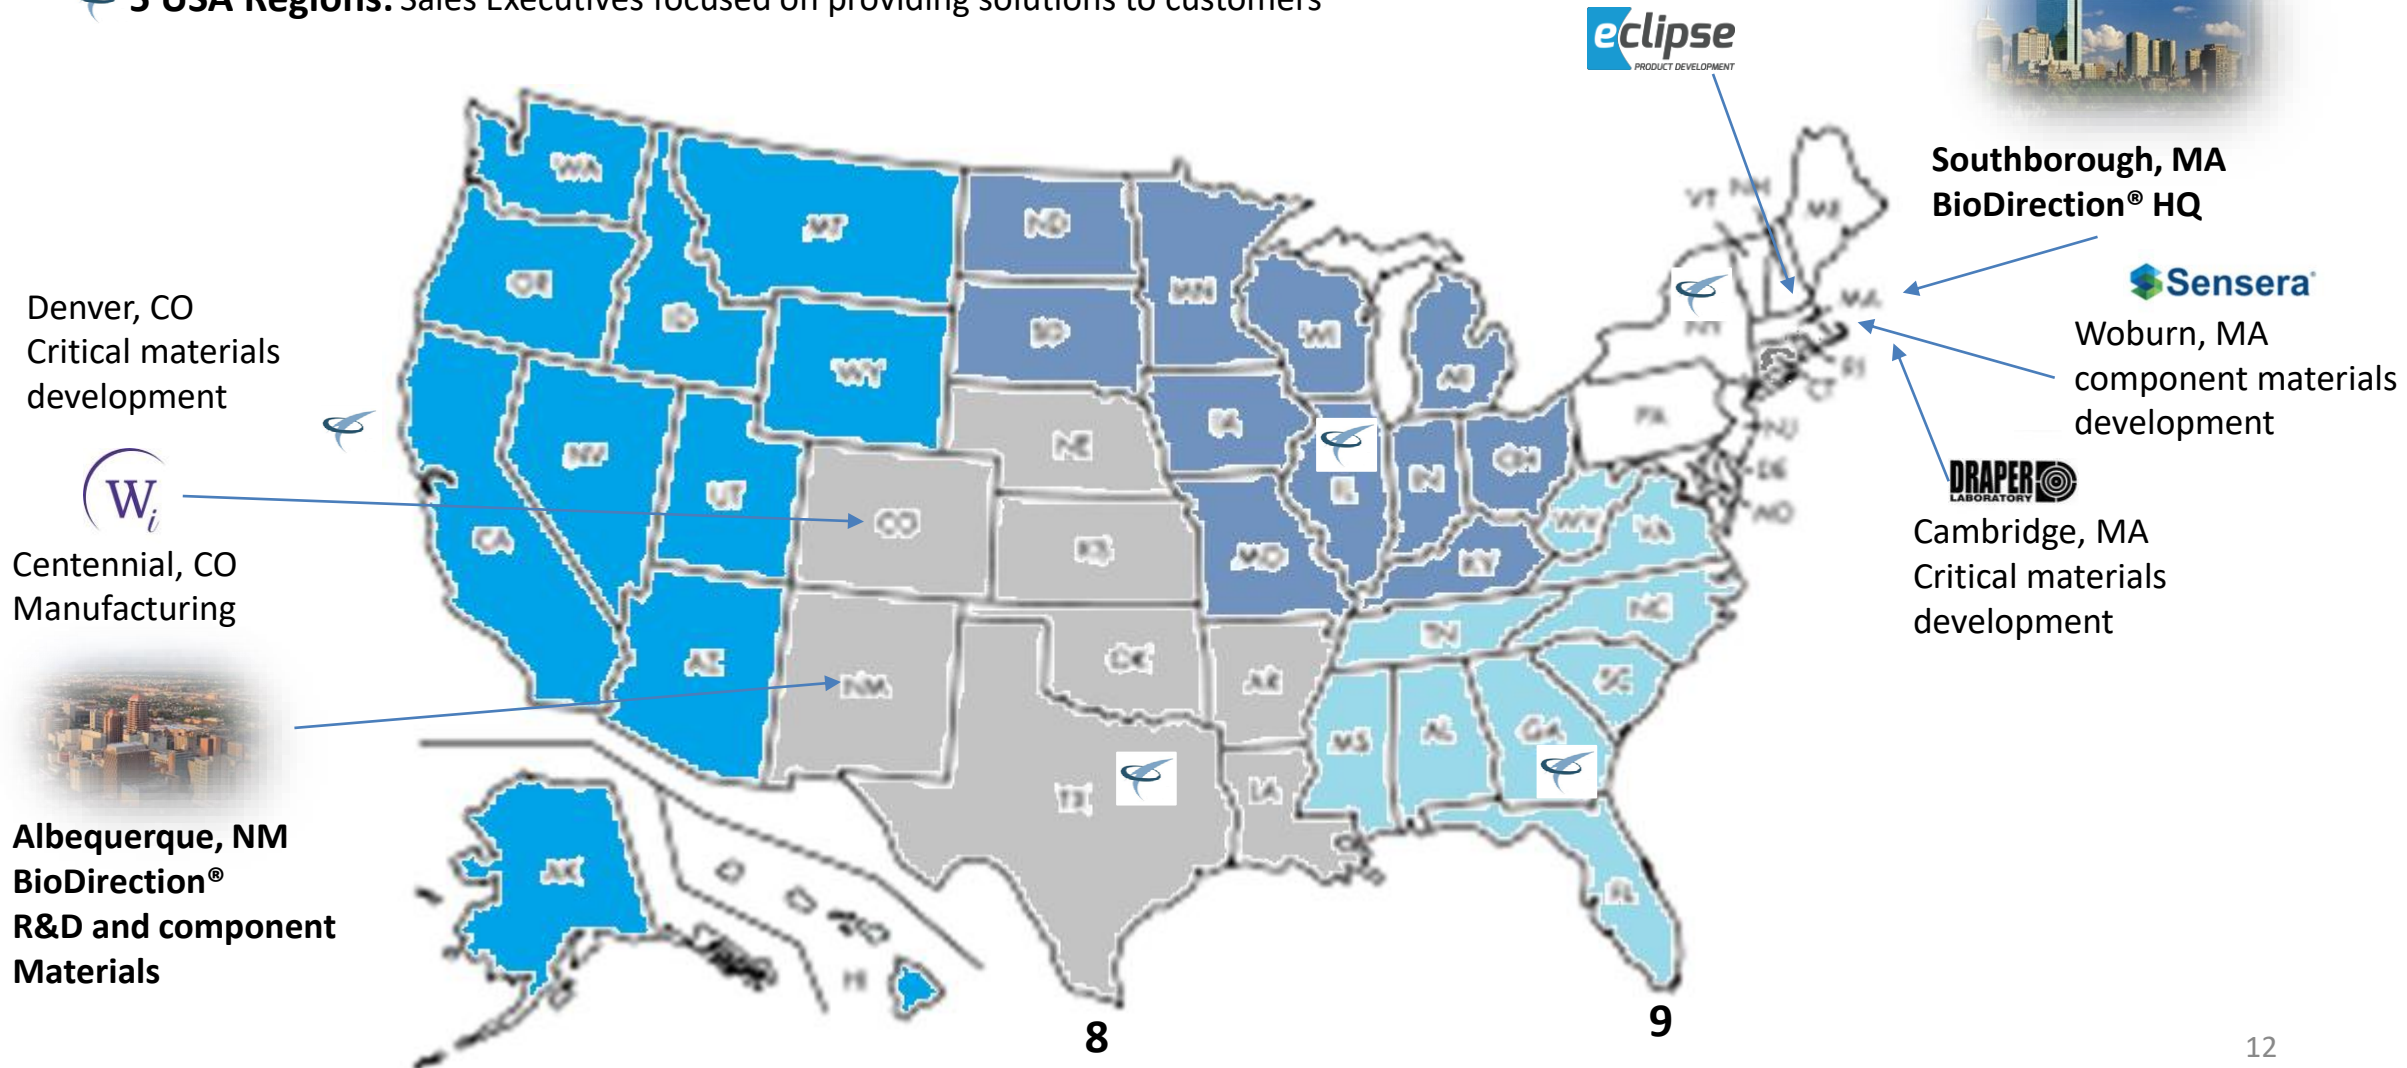 5 USA Regions: Sales Executives focused on providing solutions to customers
eclipse
PRODUCT DEVELOPMENT
Southborough, MA
BioDirection® HQ
Sensera
Woburn, MA
component materials
development
DRAPER
LABORATORY
Cambridge, MA
Critical materials
development
Denver, CO
Critical materials
development
Wi
Centennial, CO
Manufacturing
Albequerque, NM
BioDirection®
R&D and component
Materials
WA
MT
ND
MN
OR
ID
SD
WI
WY
IA
NE
NV
UT
CO
KS
CA
IL
IN
OH
MO
KY
WV
VA
AZ
NM
OK
AR
TN
NC
SC
TX
LA
MS
AL
GA
FL
AK
HI
VT
NH
ME
NY
MA
RI
CT
PA
NJ
DE
8
9
12